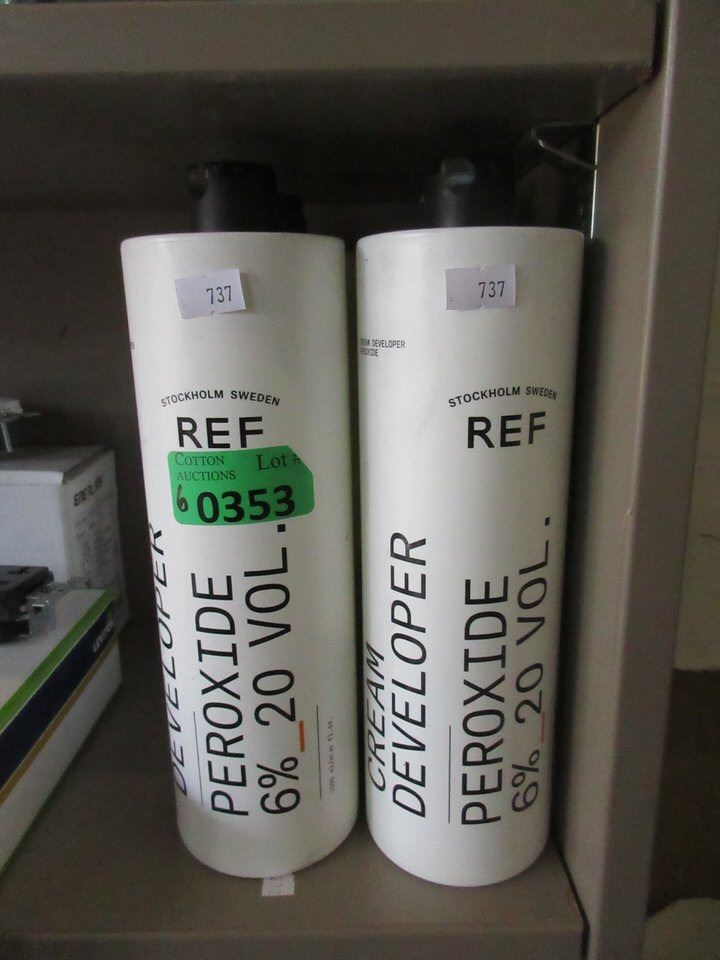 737
STOCKHOLM SWEDEN
REF
COTTON AUCTIONS Lot #
6 0353
DEVELOPER
PEROXIDE
6%_20 VOL.
737
CREAM DEVELOPER
PEROXIDE
STOCKHOLM SWEDEN
REF
CREAM
DEVELOPER
PEROXIDE
6%_20 VOL.